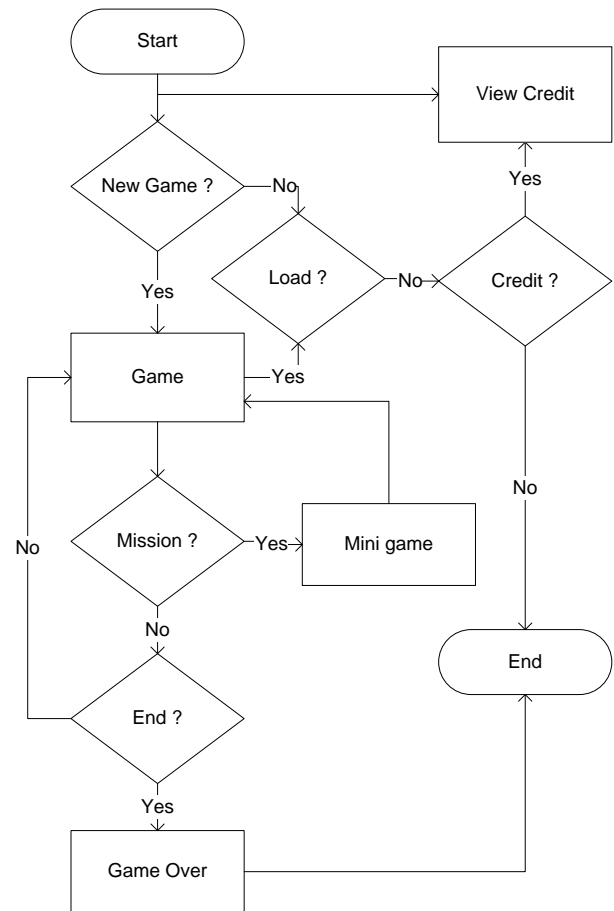 Start
View Credit
Yes
New Game ?
No
Load ?
No
Credit ?
Yes
Game
Yes
No
No
Mission ?
Yes
Mini game
No
End
End ?
Yes
Game Over